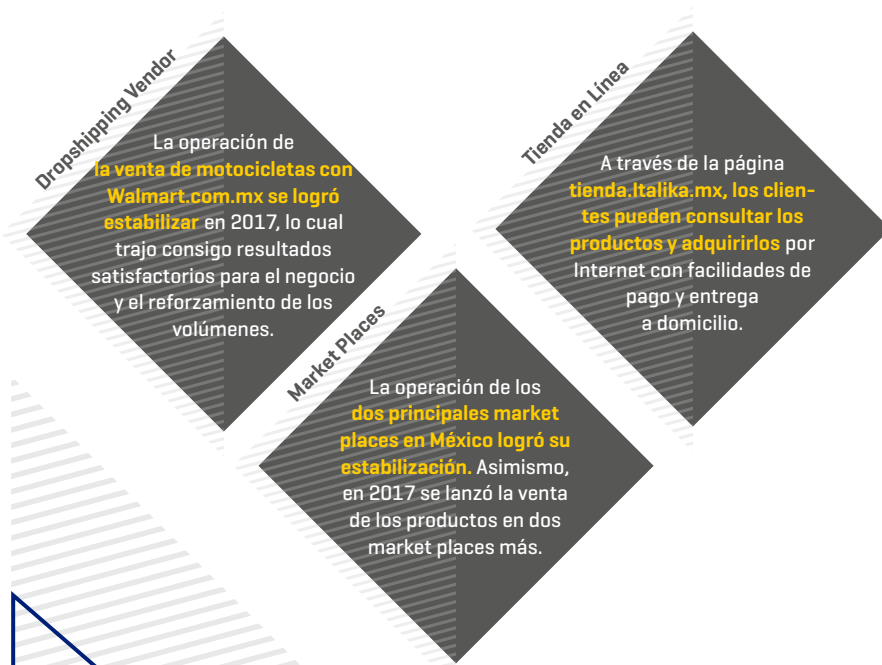 Dropshipping Vendor
La operación de
la venta de motocicletas con
Walmart.com.mx se logró
estabilizar en 2017, lo cual
trajo consigo resultados
satisfactorios para el negocio
y el reforzamiento de los
volúmenes.
Market Places
La operación de los
dos principales market
places en México logró su
estabilización. Asimismo,
en 2017 se lanzó la venta
de los productos en dos
market places más.
Tienda en Línea
A través de la página
tienda.Italika.mx, los clien-
tes pueden consultar los
productos y adquirirlos por
Internet con facilidades de
pago y entrega
a domicilio.